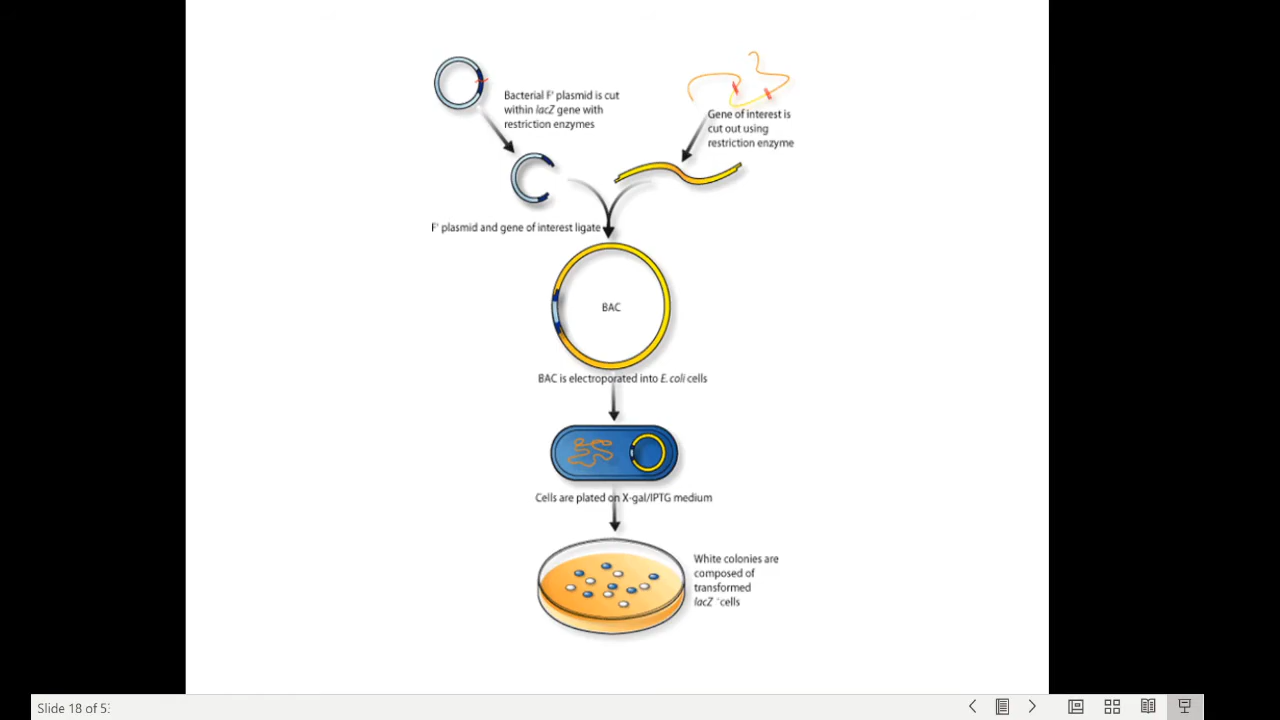 Bacterial F' plasmid is cut
within lacZ gene with
restriction enzymes
Gene of interest is
cut out using
restriction enzyme
F' plasmid and gene of interest ligate
BAC
BAC is electroporated into E. coli cells
Cells are plated on X-gal/IPTG medium
White colonies are
composed of
transformed
lacZ ⁻cells
Slide 18 of 5